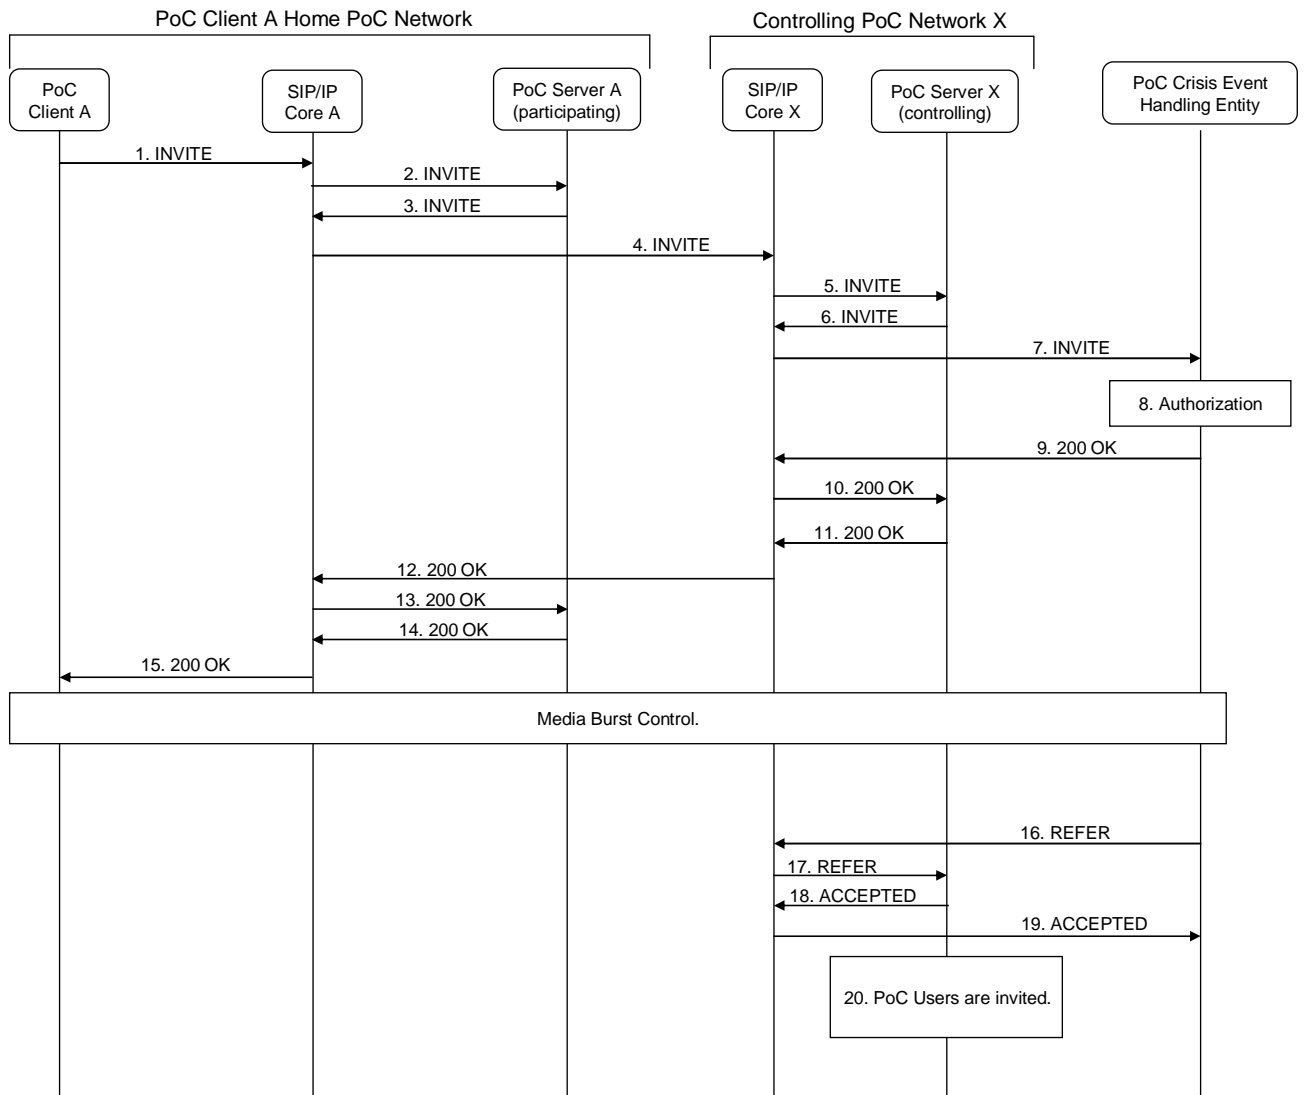 PoC Client A Home PoC Network
Controlling PoC Network X
PoC
Client A
SIP/IP
Core A
PoC Server A
(participating)
SIP/IP
Core X
PoC Server X
(controlling)
PoC Crisis Event
Handling Entity
1. INVITE
2. INVITE
3. INVITE
4. INVITE
5. INVITE
6. INVITE
7. INVITE
8. Authorization
9. 200 OK
10. 200 OK
11. 200 OK
12. 200 OK
13. 200 OK
14. 200 OK
15. 200 OK
Media Burst Control.
16. REFER
17. REFER
18. ACCEPTED
19. ACCEPTED
20. PoC Users are invited.